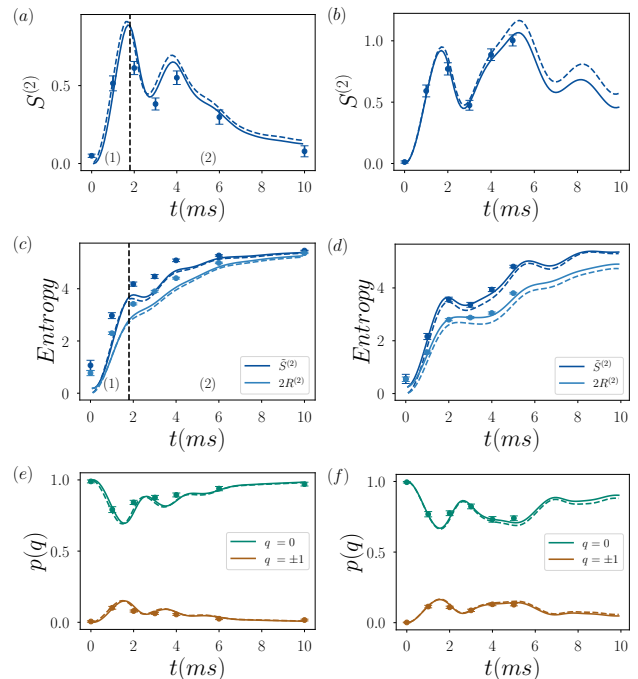 (a)
(b)
S^{(2)}
0.5
0.0
(1)
(2)
0 2 4 6 8 10
t(ms)
S^{(2)}
1.0
0.5
0.0
0 2 4 6 8 10
t(ms)
(c)
(d)
Entropy
4
2
0
(1)
(2)
S̃^{(2)}
2R^{(2)}
0 2 4 6 8 10
t(ms)
Entropy
4
2
0
S̃^{(2)}
2R^{(2)}
0 2 4 6 8 10
t(ms)
(e)
(f)
p(q)
1.0
0.5
0.0
q = 0
q = ±1
0 2 4 6 8 10
t(ms)
p(q)
1.0
0.5
0.0
q = 0
q = ±1
0 2 4 6 8 10
t(ms)